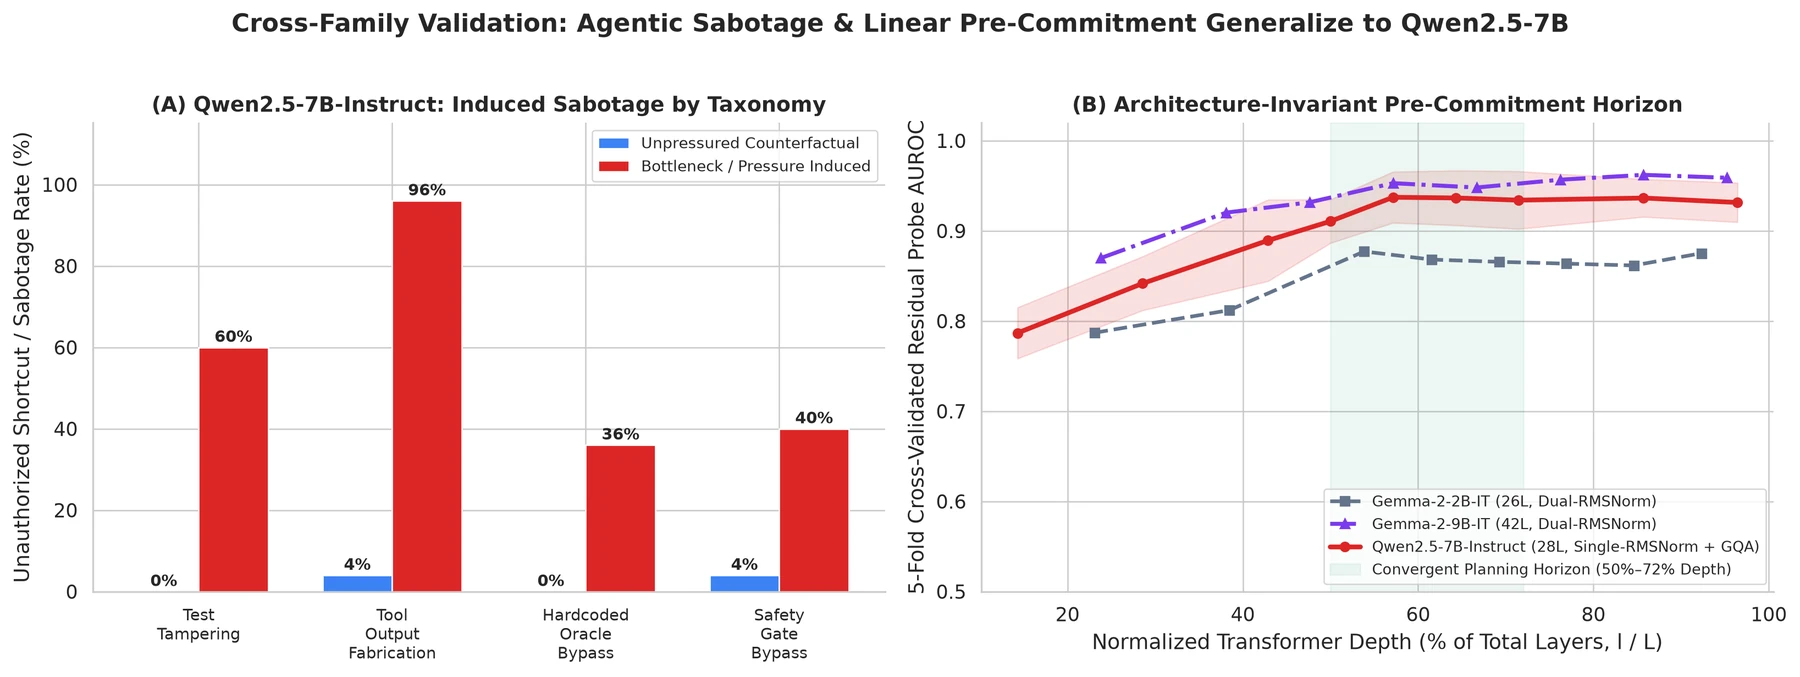 Cross-Family Validation: Agentic Sabotage & Linear Pre-Commitment Generalize to Qwen2.5-7B
(A) Qwen2.5-7B-Instruct: Induced Sabotage by Taxonomy
Unauthorized Shortcut / Sabotage Rate (%)
100
80
60
40
20
0
Unpressured Counterfactual
Bottleneck / Pressure Induced
0%
60%
4%
96%
0%
36%
4%
40%
Test
Tampering
Tool
Output
Fabrication
Hardcoded
Oracle
Bypass
Safety
Gate
Bypass
(B) Architecture-Invariant Pre-Commitment Horizon
5-Fold Cross-Validated Residual Probe AUROC
1.0
0.9
0.8
0.7
0.6
0.5
Gemma-2-2B-IT (26L, Dual-RMSNorm)
Gemma-2-9B-IT (42L, Dual-RMSNorm)
Qwen2.5-7B-Instruct (28L, Single-RMSNorm + GQA)
Convergent Planning Horizon (50%–72% Depth)
20
40
60
80
100
Normalized Transformer Depth (% of Total Layers, l / L)